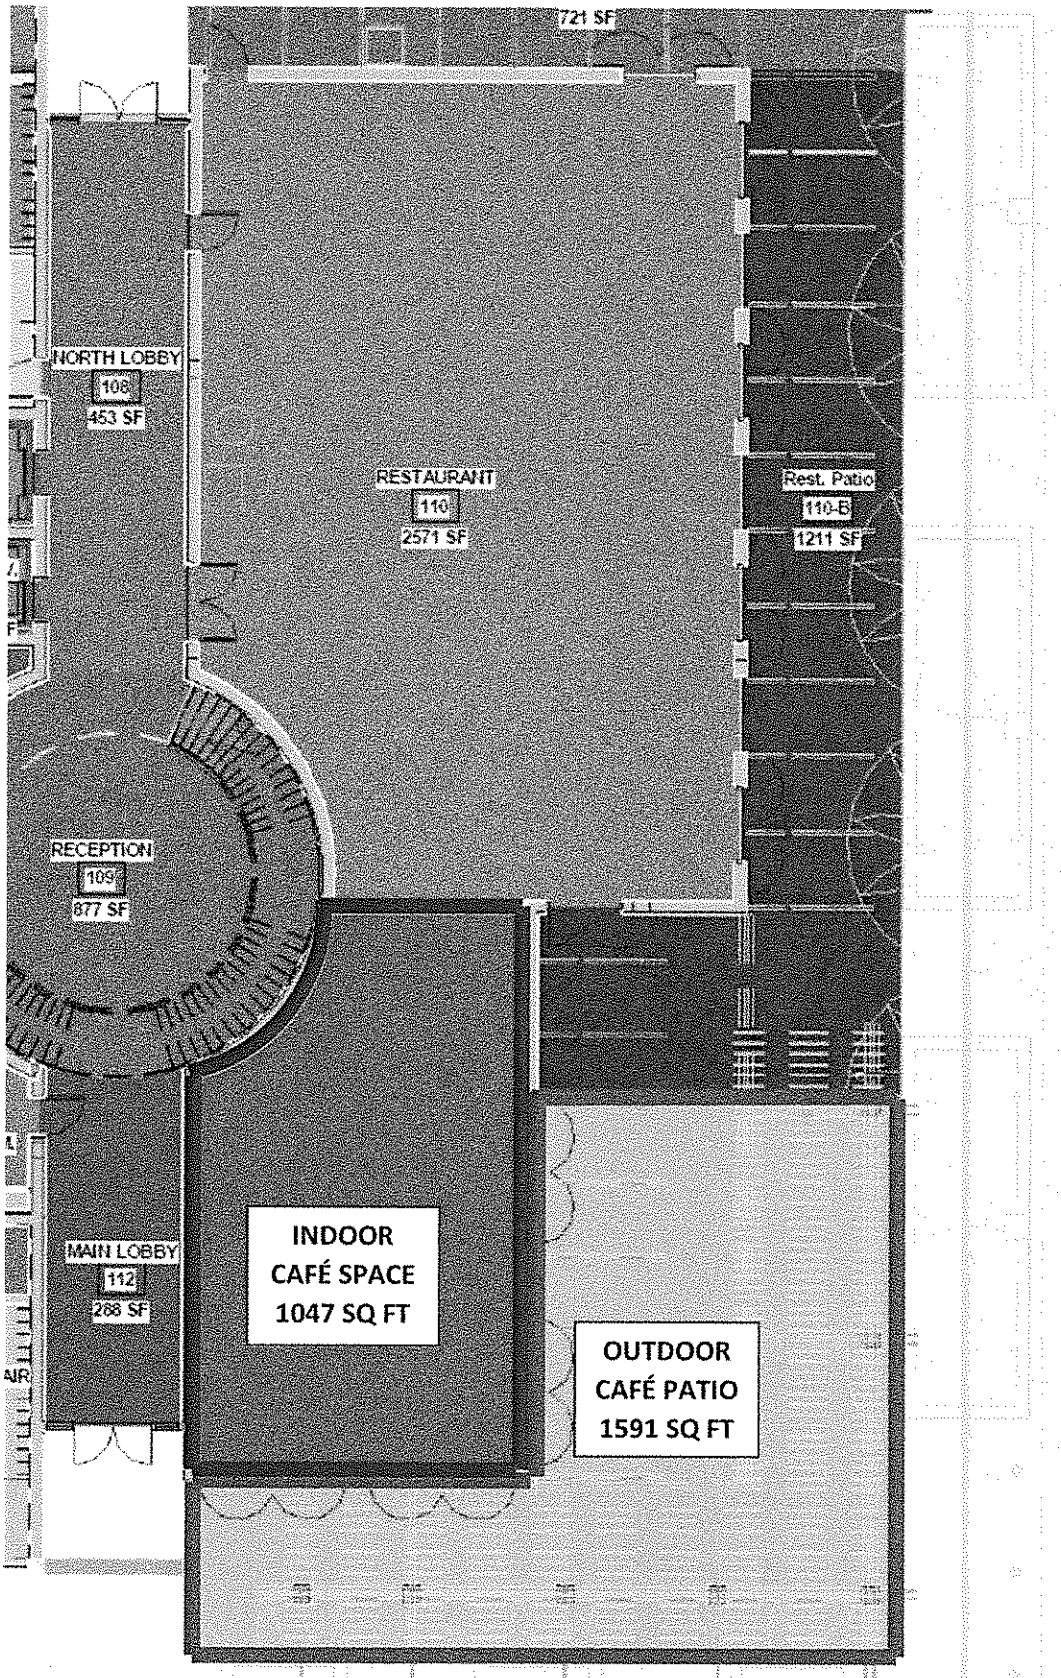 721 SF
NORTH LOBBY
108
453 SF
RESTAURANT
110
2571 SF
Rest. Patio
110-B
1211 SF
RECEPTION
109
877 SF
MAIN LOBBY
112
288 SF
INDOOR
CAFÉ SPACE
1047 SQ FT
OUTDOOR
CAFÉ PATIO
1591 SQ FT
AIR